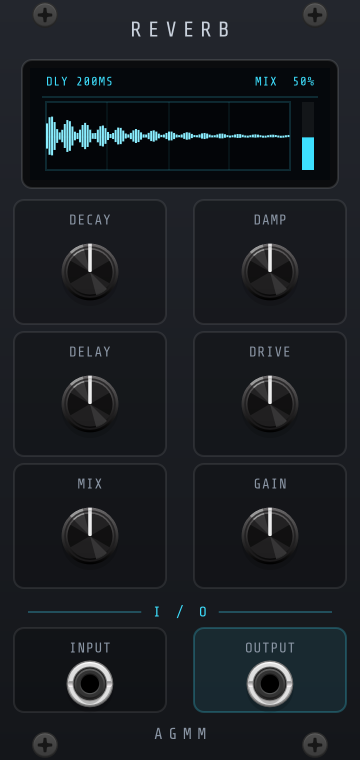 REVERB
DLY 200MS MIX 50%
DECAY DAMP
DELAY DRIVE
MIX GAIN
I / O
INPUT OUTPUT
AGMM